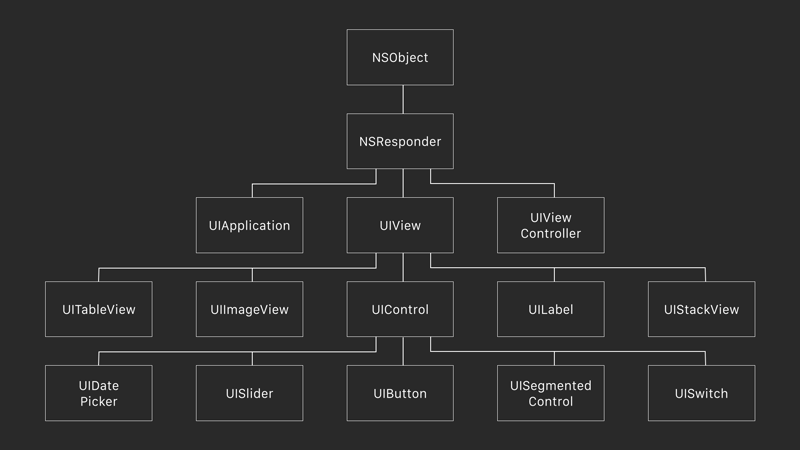 NSObject
NSResponder
UIApplication
UIView
UIView
Controller
UITableView
UIImageView
UIControl
UILabel
UIStackView
UIDate
Picker
UISlider
UIButton
UISegmented
Control
UISwitch